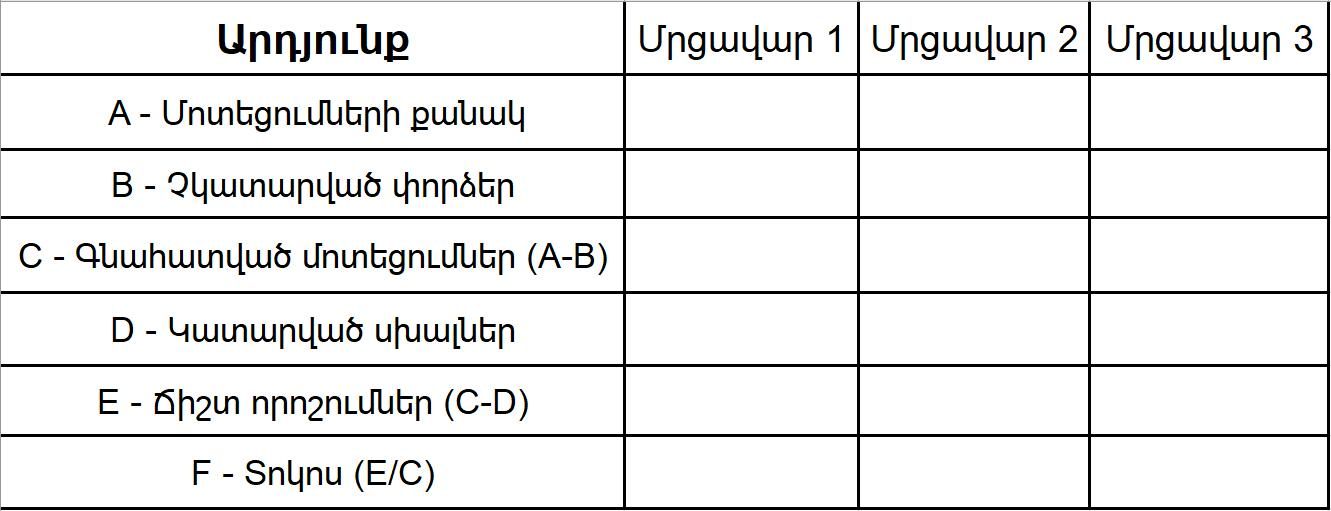 Արդյունք Մրցավար 1 Մրցավար 2 Մրցավար 3
A - Մոտեցումների քանակ
B - Չկատարված փորձեր
C - Գնահատված մոտեցումներ (A-B)
D - Կատարված սխալներ
E - Ճիշտ որոշումներ (C-D)
F - Տոկոս (E/C)